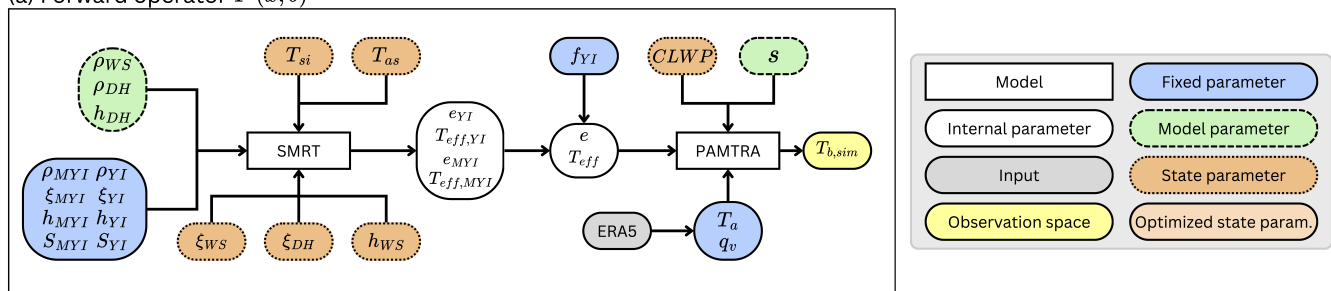 ρ_WS
ρ_DH
h_DH
T_si
T_as
f_YI
CLWP
s
SMRT
e_YI
T_eff,YI
e_MYI
T_eff,MYI
e
T_eff
PAMTRA
T_b,sim
ρ_MYI ρ_YI
ξ_MYI ξ_YI
h_MYI h_YI
S_MYI S_YI
ξ_WS
ξ_DH
h_WS
ERA5
T_a
q_v
Model
Fixed parameter
Internal parameter
Model parameter
Input
State parameter
Observation space
Optimized state param.